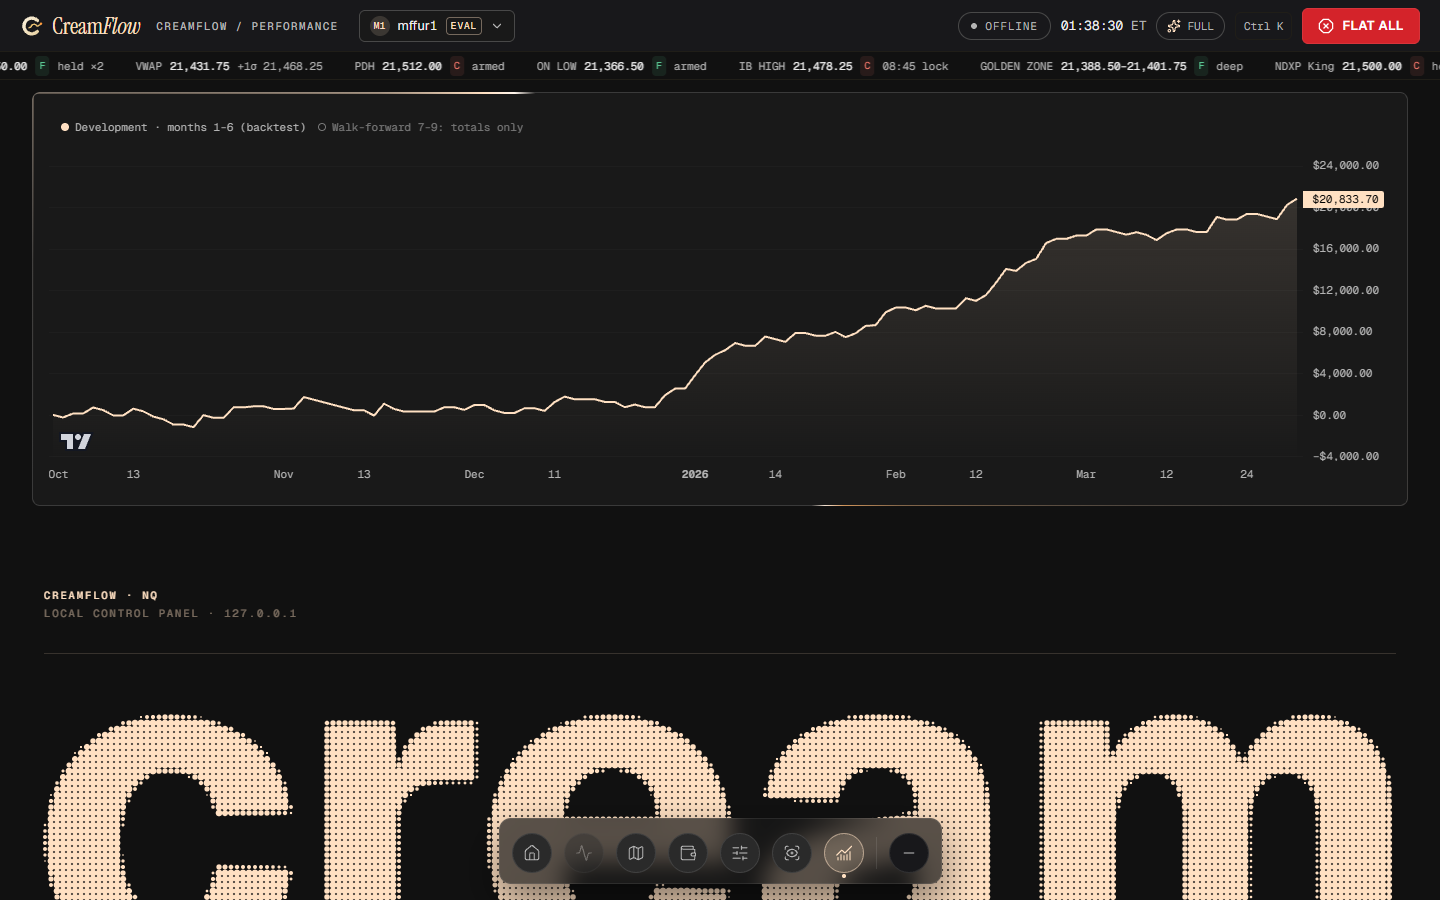 CreamFlow CREAMFLOW / PERFORMANCE M1 mffur1 EVAL OFFLINE 01:38:30 ET FULL Ctrl K FLAT ALL
0.00 F held ×2 VWAP 21,431.75 +1σ 21,468.25 PDH 21,512.00 C armed ON LOW 21,366.50 F armed IB HIGH 21,478.25 C 08:45 lock GOLDEN ZONE 21,388.50–21,401.75 F deep NDXP King 21,500.00 C
Development · months 1–6 (backtest) Walk-forward 7–9: totals only
$24,000.00
$20,833.70
$16,000.00
$12,000.00
$8,000.00
$4,000.00
$0.00
−$4,000.00
Oct 13 Nov 13 Dec 11 2026 14 Feb 12 Mar 12 24
CREAMFLOW · NQ
LOCAL CONTROL PANEL · 127.0.0.1
cream